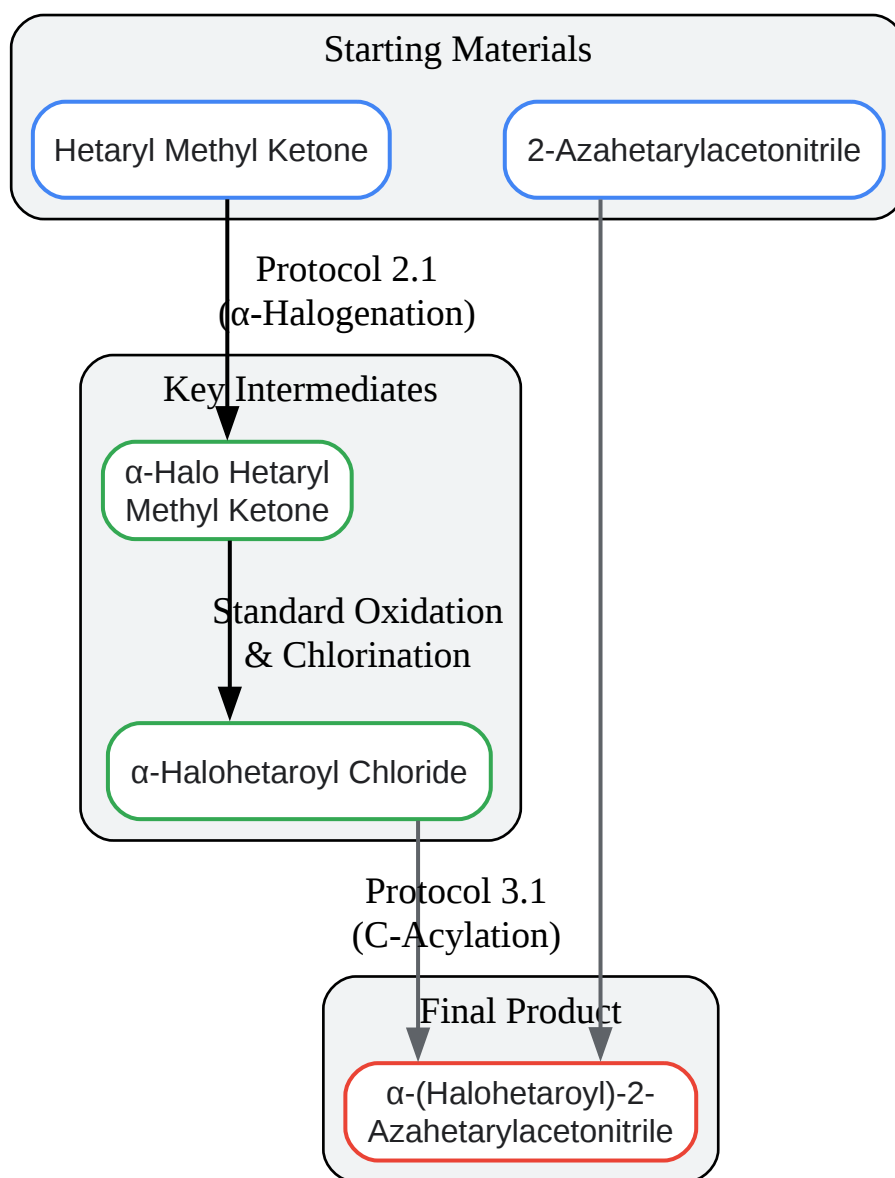 Starting Materials
Hetaryl Methyl Ketone
2-Azahetarylacetonitrile
Protocol 2.1
(α-Halogenation)
Key Intermediates
α-Halo Hetaryl
Methyl Ketone
Standard Oxidation
& Chlorination
α-Halohetaroyl Chloride
Protocol 3.1
(C-Acylation)
Final Product
α-(Halohetaroyl)-2-
Azahetarylacetonitrile